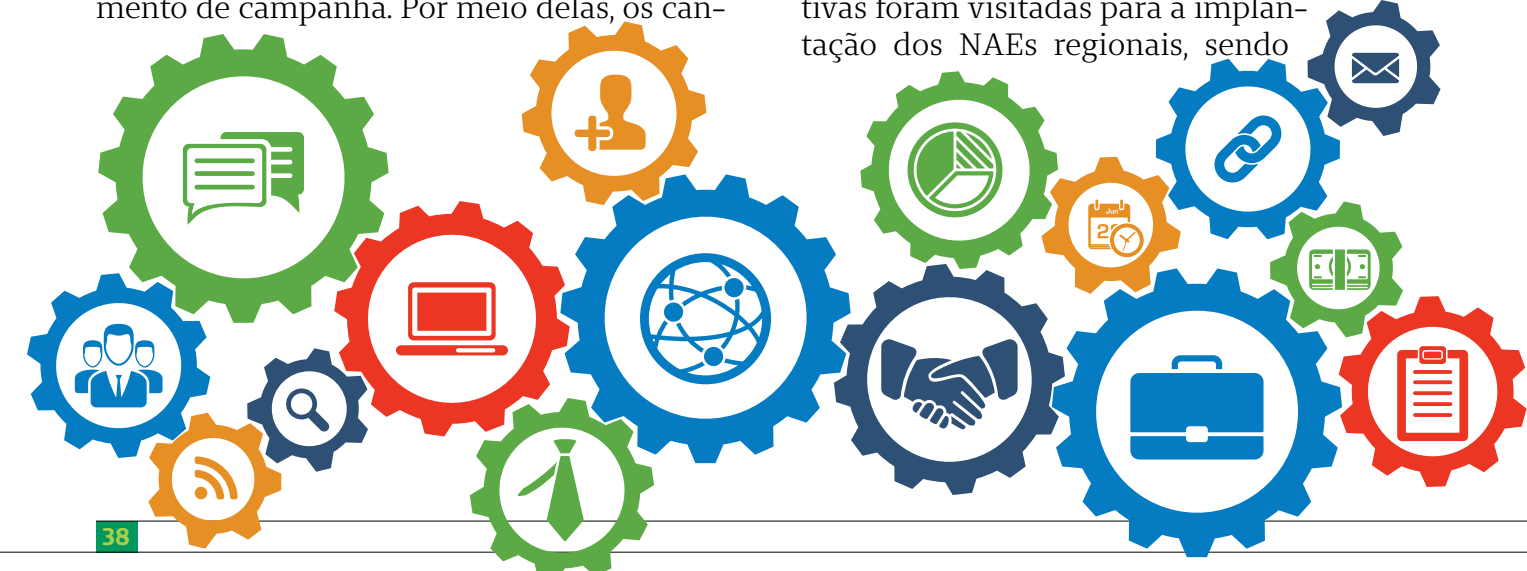 mento de campanha. Por meio delas, os can-
tivas foram visitadas para a implan-
tação dos NAEs regionais, sendo
Jun
38